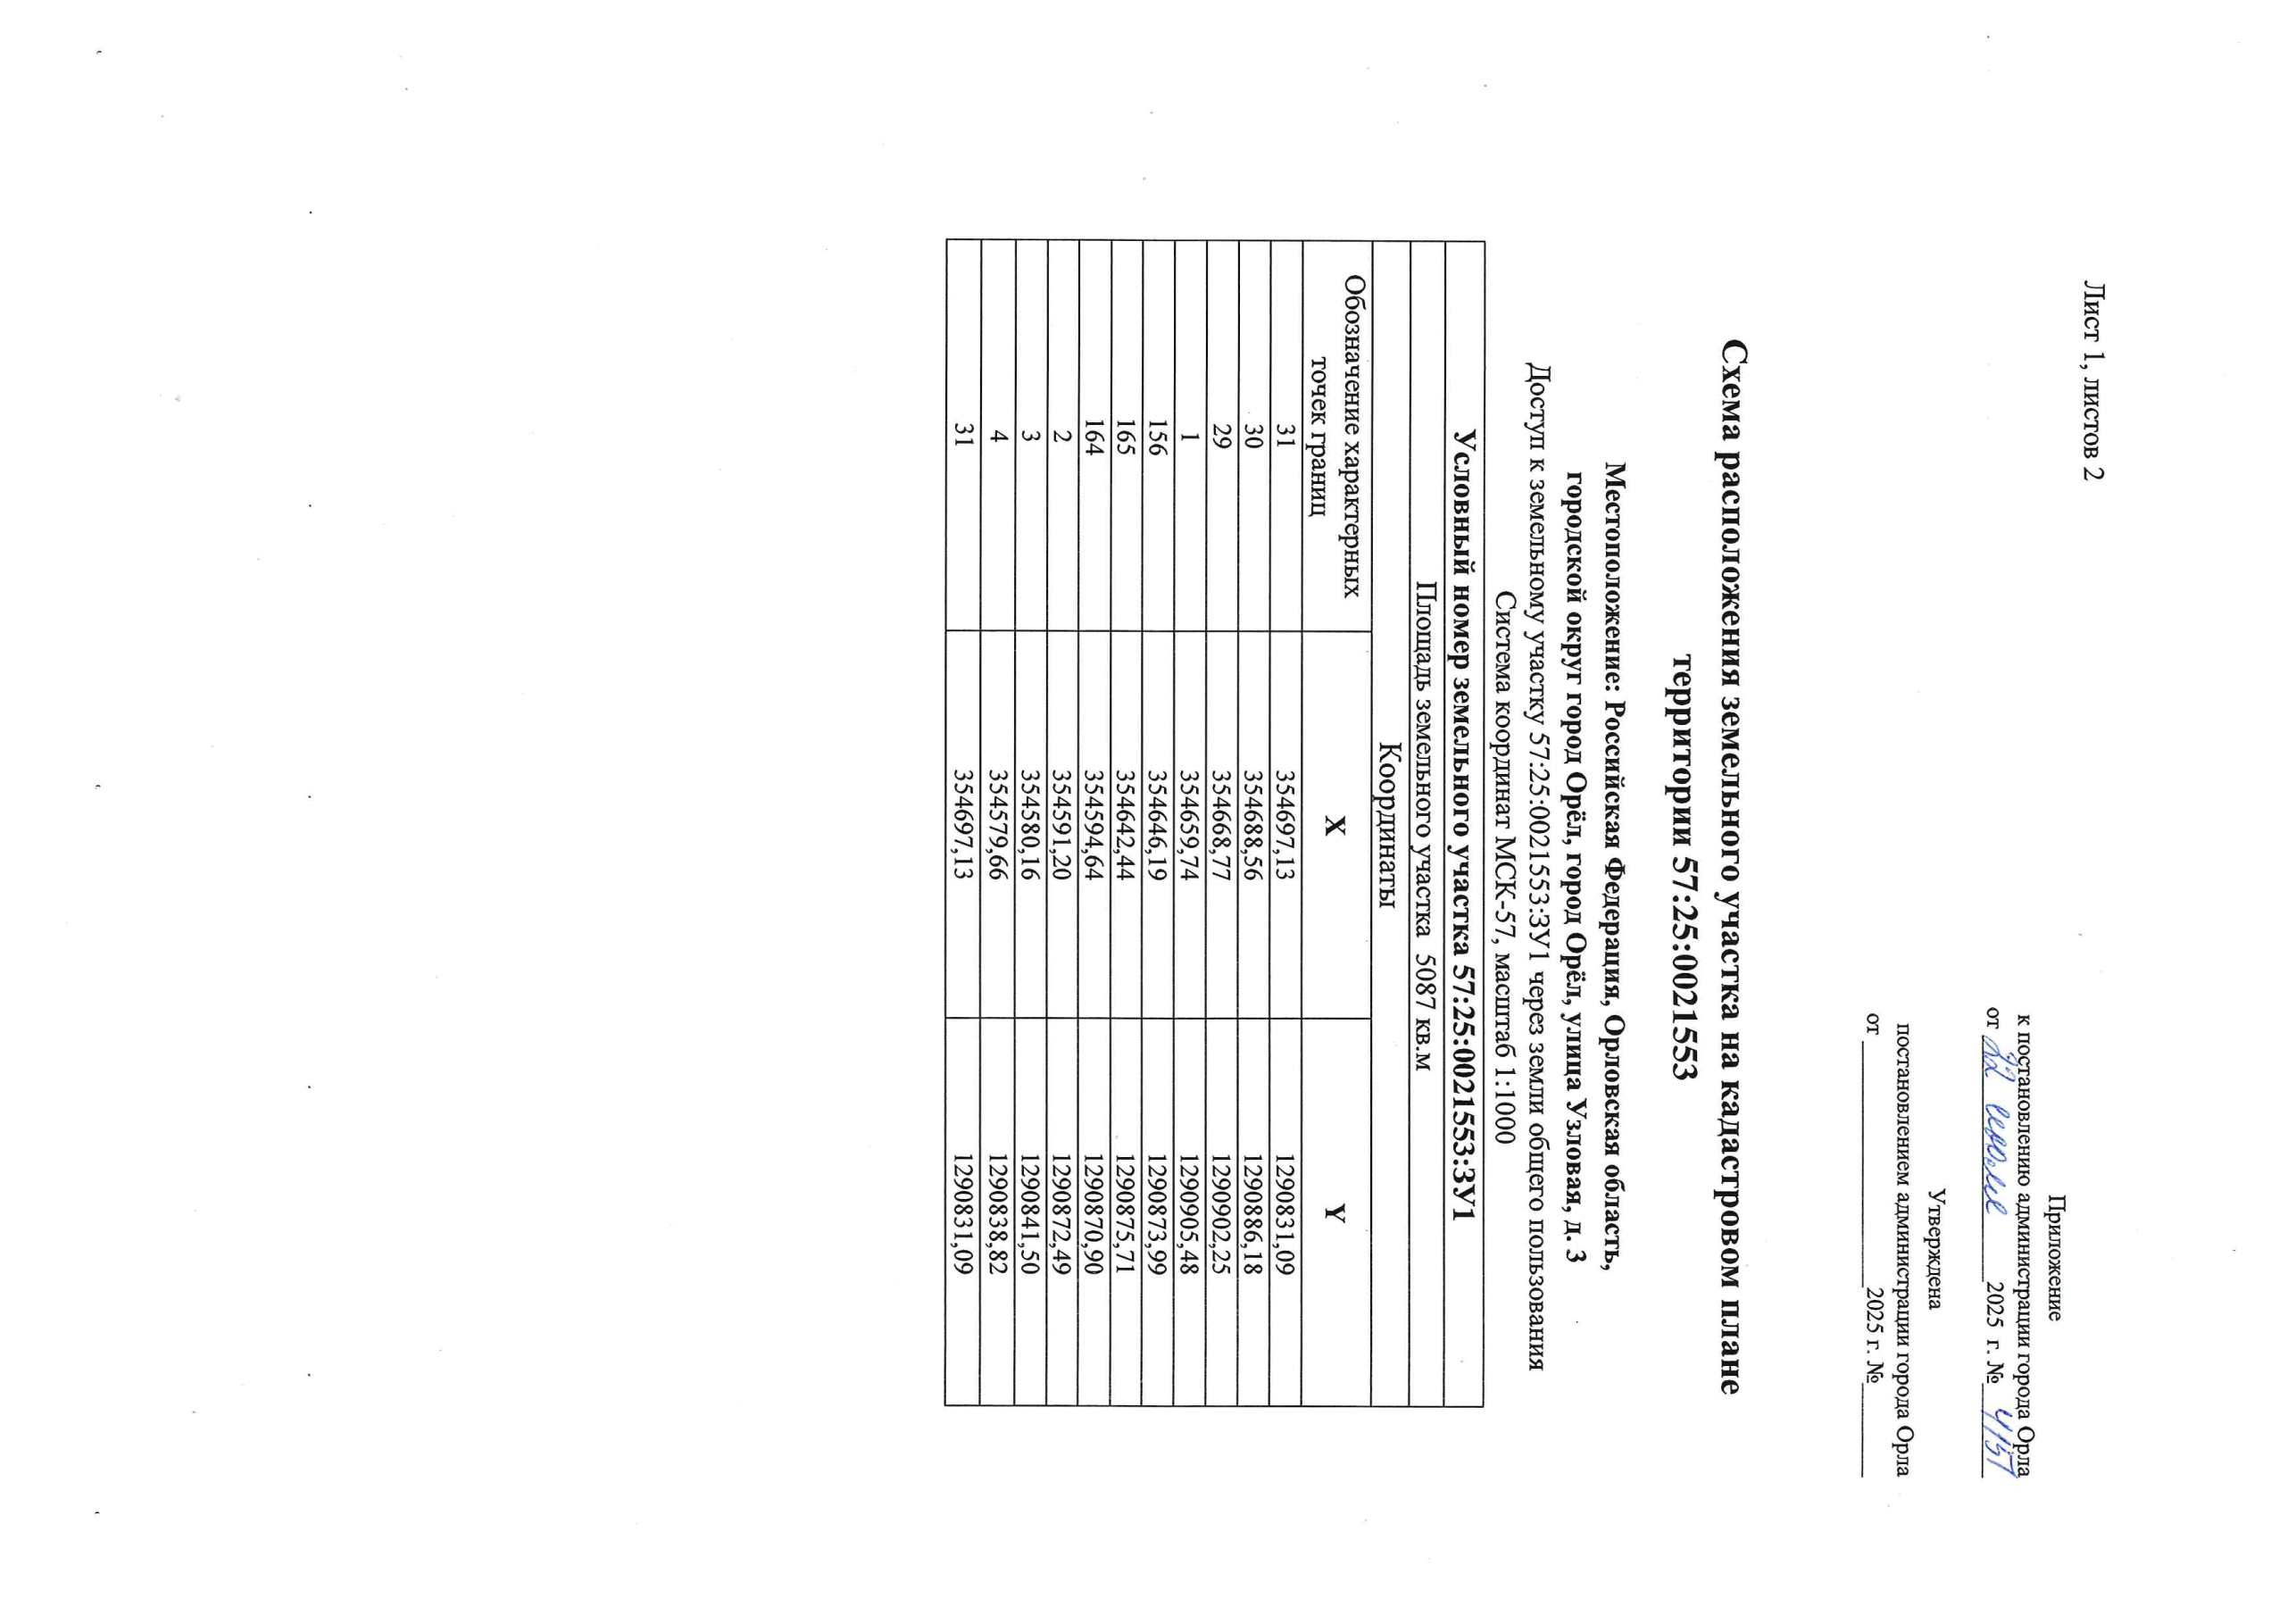 Лист 1, листов 2
Приложение
к постановлению администрации города Орла
от 22 2025 г. №
Утверждена
постановлением администрации города Орла
от 2025 г. №
Схема расположения земельного участка на кадастровом плане
территории 57:25:0021553
Местоположение: Российская Федерация, Орловская область,
городской округ город Орёл, город Орёл, улица Узловая, д. 3
Доступ к земельному участку 57:25:0021553:ЗУ1 через земли общего пользования
Система координат МСК-57, масштаб 1:1000
Условный номер земельного участка 57:25:0021553:ЗУ1
Площадь земельного участка 5087 кв.м
Координаты
Обозначение характерных
точек границ X Y
31 354697,13 1290831,09
30 354688,56 1290886,18
29 354668,77 1290902,25
1 354659,74 1290905,48
156 354646,19 1290873,99
165 354642,44 1290875,71
164 354594,64 1290870,90
2 354591,20 1290872,49
3 354580,16 1290841,50
4 354579,66 1290838,82
31 354697,13 1290831,09